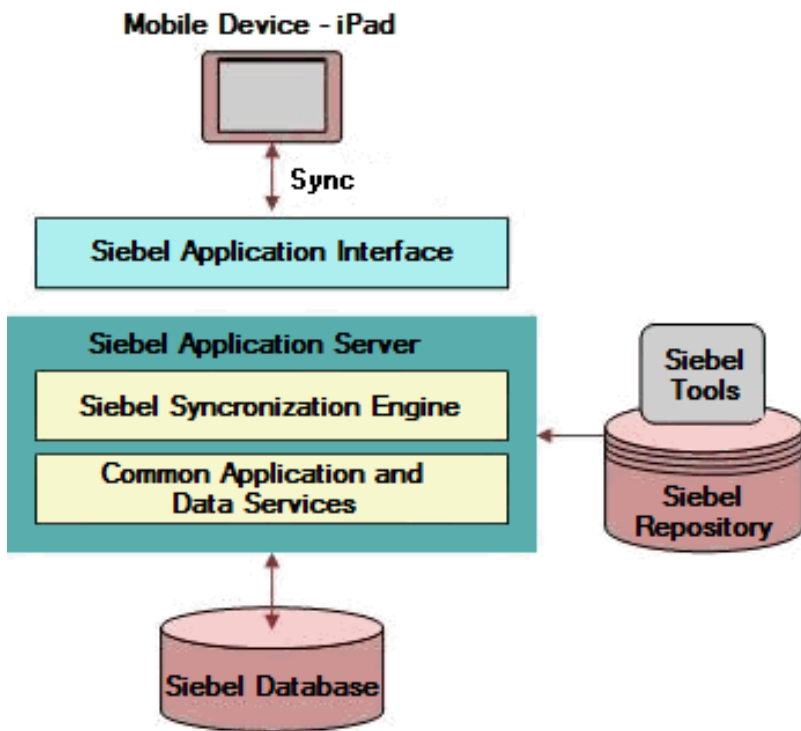 Mobile Device - iPad
Sync
Siebel Application Interface
Siebel Application Server
Siebel Syncronization Engine
Common Application and
Data Services
Siebel
Tools
Siebel
Repository
Siebel Database